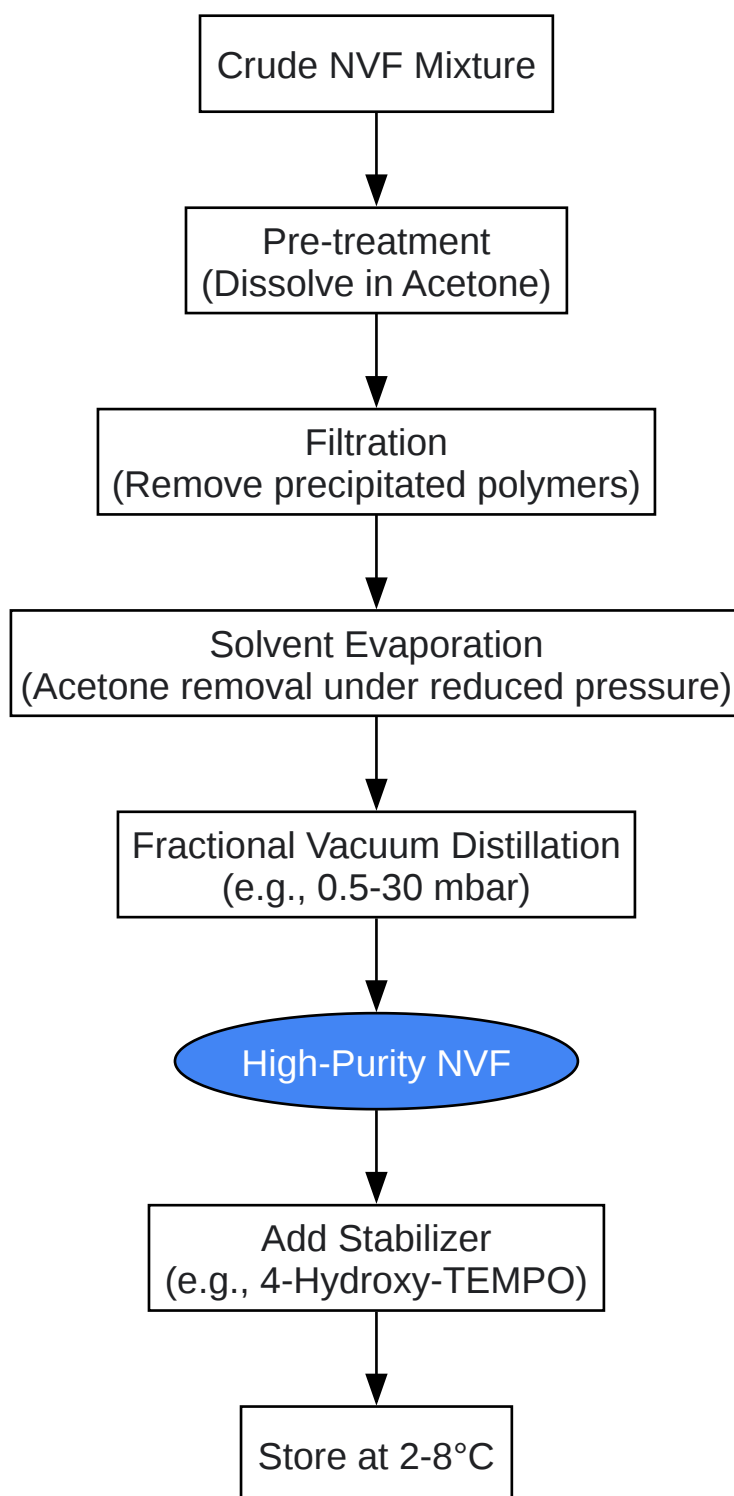 Crude NVF Mixture
Pre-treatment
(Dissolve in Acetone)
Filtration
(Remove precipitated polymers)
Solvent Evaporation
(Acetone removal under reduced pressure)
Fractional Vacuum Distillation
(e.g., 0.5-30 mbar)
High-Purity NVF
Add Stabilizer
(e.g., 4-Hydroxy-TEMPO)
Store at 2-8°C